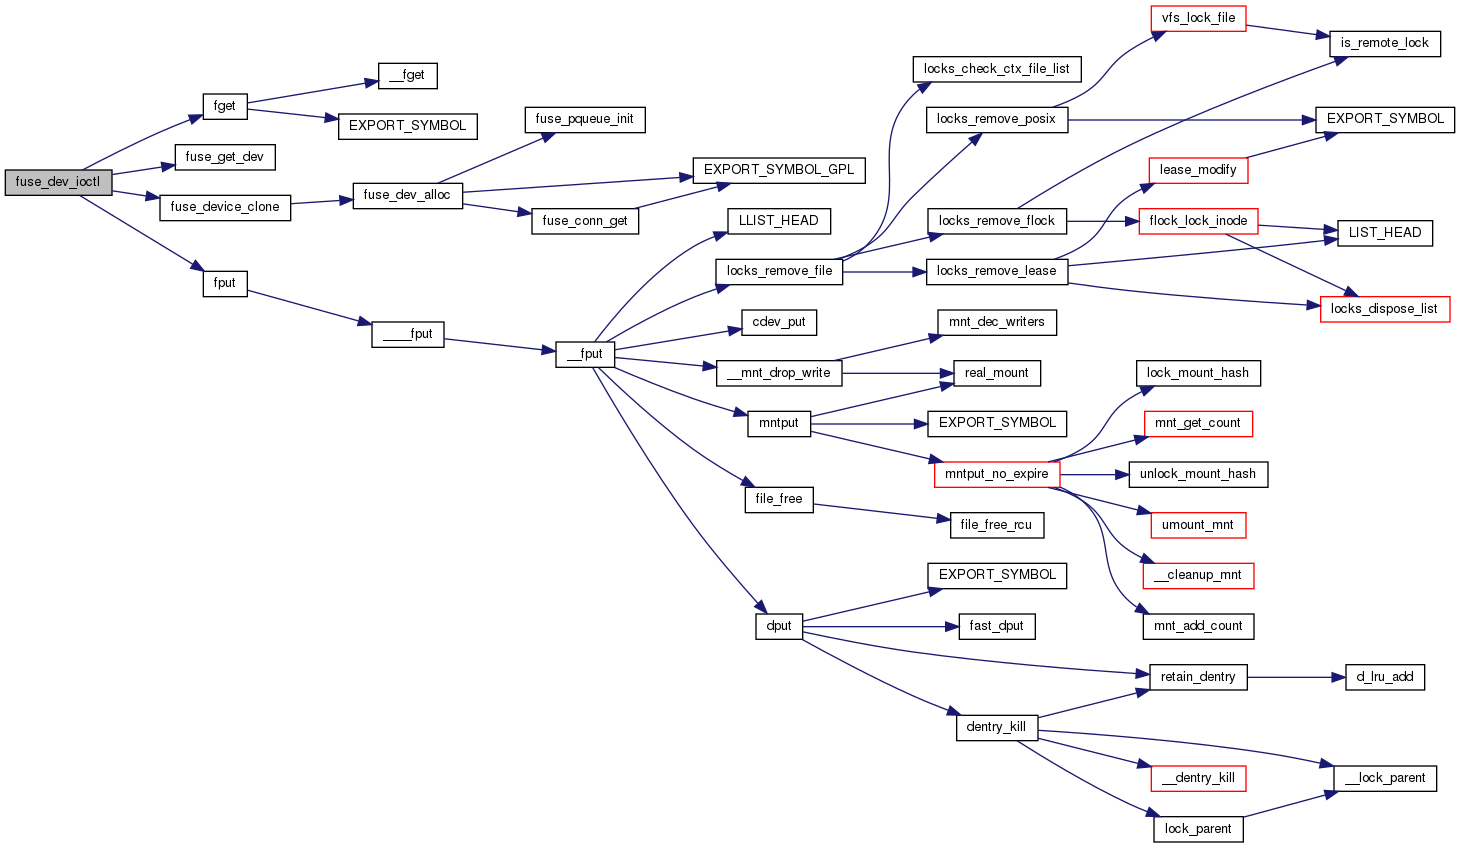 fuse_dev_ioctl
fget
fuse_get_dev
fuse_device_clone
fput
__fget
EXPORT_SYMBOL
fuse_dev_alloc
____fput
fuse_pqueue_init
EXPORT_SYMBOL_GPL
fuse_conn_get
__fput
LLIST_HEAD
locks_remove_file
cdev_put
__mnt_drop_write
mntput
file_free
dput
locks_check_ctx_file_list
locks_remove_posix
locks_remove_flock
locks_remove_lease
mnt_dec_writers
real_mount
EXPORT_SYMBOL
mntput_no_expire
file_free_rcu
EXPORT_SYMBOL
fast_dput
dentry_kill
vfs_lock_file
lease_modify
flock_lock_inode
lock_mount_hash
mnt_get_count
unlock_mount_hash
umount_mnt
__cleanup_mnt
mnt_add_count
retain_dentry
__dentry_kill
lock_parent
is_remote_lock
EXPORT_SYMBOL
LIST_HEAD
locks_dispose_list
d_lru_add
__lock_parent